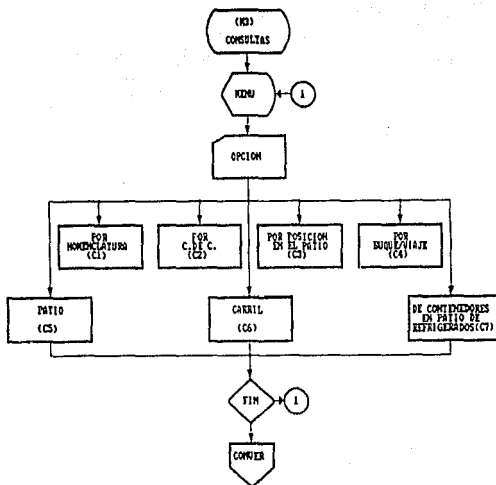 (M3)
CONSULTAS
MENU
1
OPCION
POR
NOMENCLATURA
(C1)
POR
C.DE C.
(C2)
POR POSICION
EN EL PATIO
(C3)
POR
BUQUE/VIAJE
(C4)
PATIO
(C5)
CARRIL
(C6)
DE CONTENEDORES
EN PATIO DE
REFRIGERADOS(C7)
FIN
1
COMVER